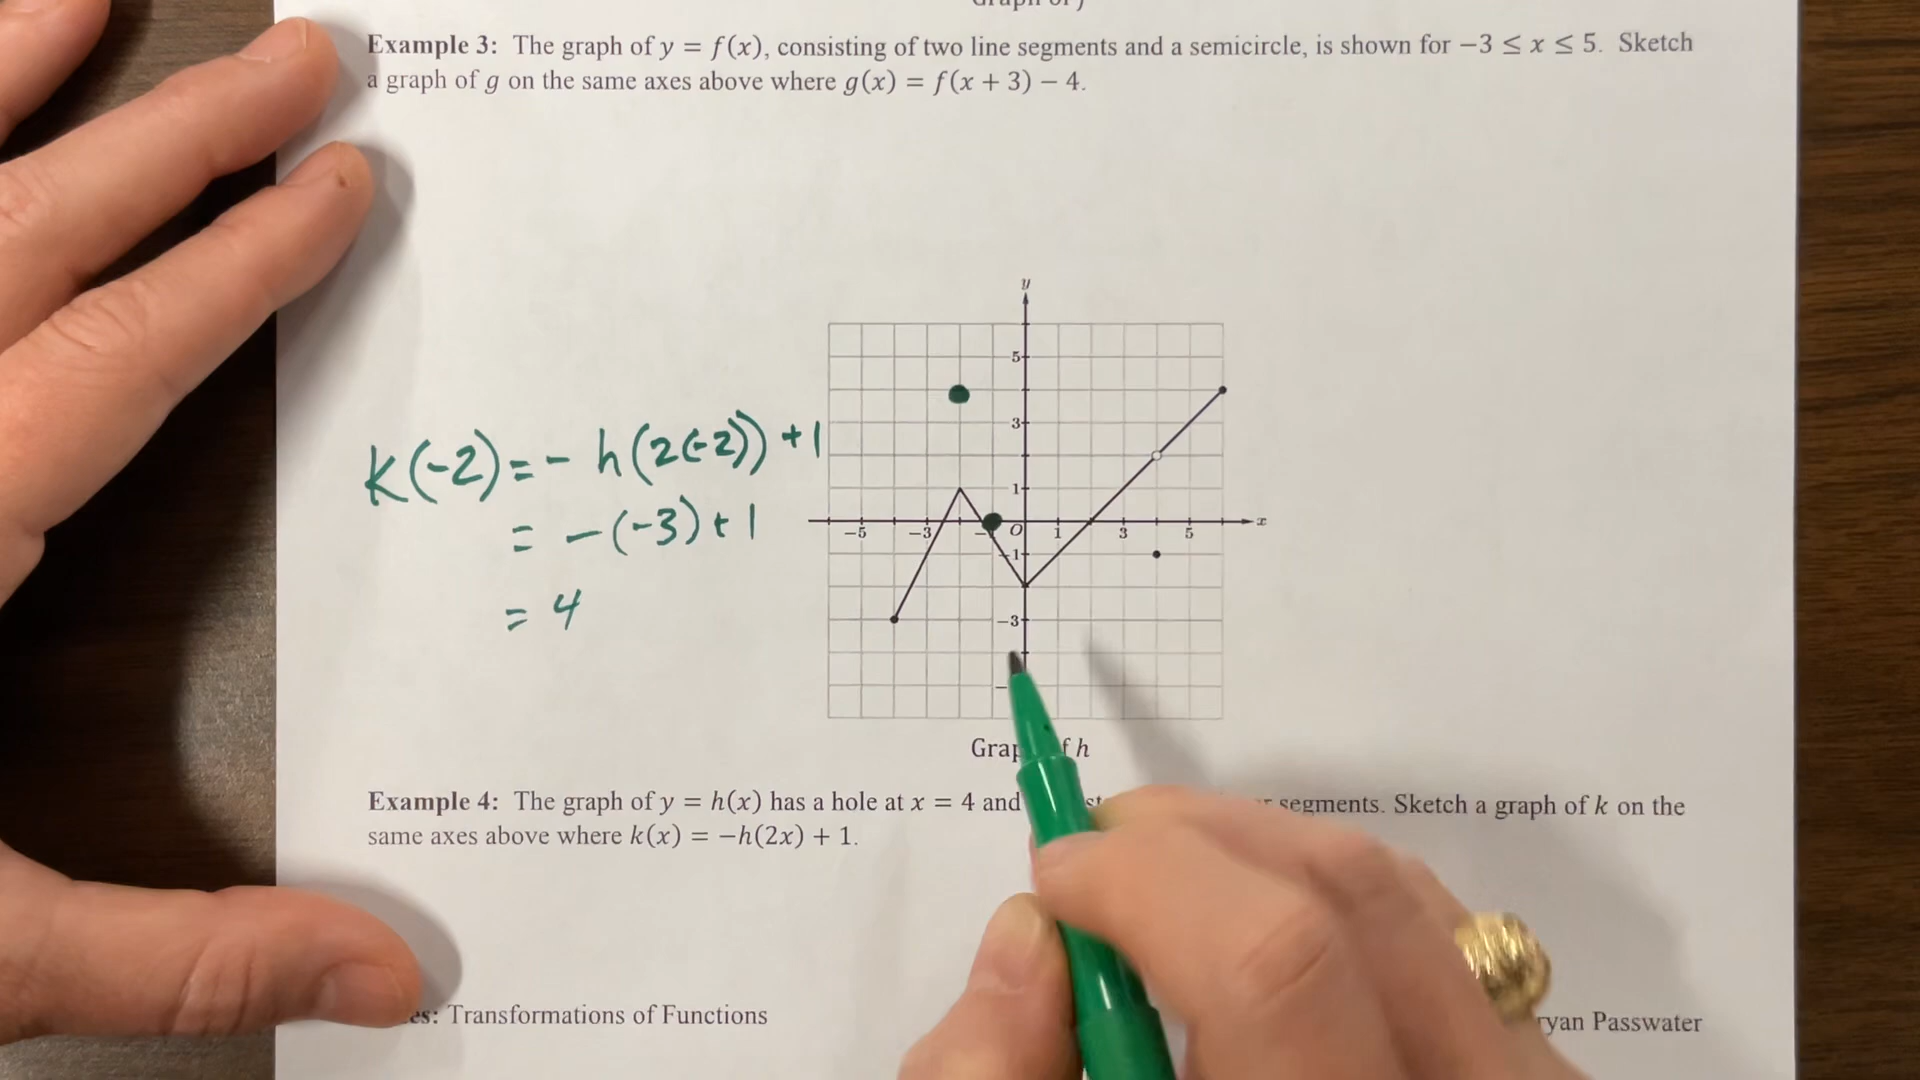 Example 3: The graph of y = f(x), consisting of two line segments and a semicircle, is shown for −3 ≤ x ≤ 5. Sketch
a graph of g on the same axes above where g(x) = f(x + 3) − 4.
y
5
3
1
−5 −3 − O 1 3 5 x
−1
−3
−
k(-2) = - h(2(-2)) + 1
= -(-3) + 1
= 4
h
Example 4: The graph of y = h(x) has a hole at x = 4 and segments. Sketch a graph of k on the
same axes above where k(x) = −h(2x) + 1.
Transformations of Functions
Passwater